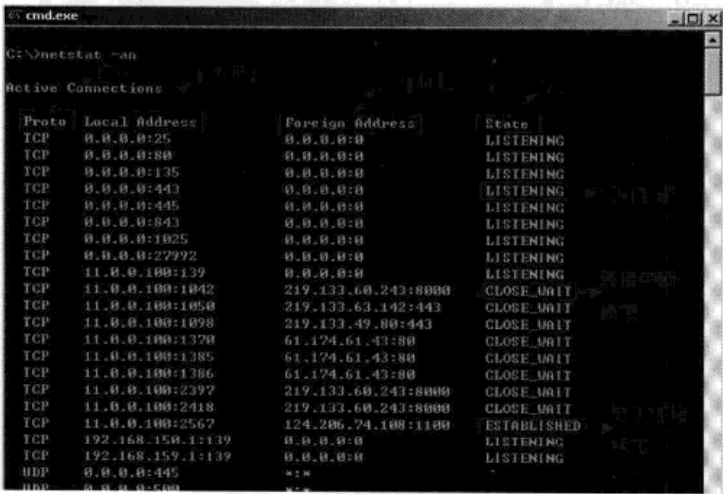 cmd.exe
C:\>netstat -an
Active Connections
Proto Local Address Foreign Address State
TCP 0.0.0.0:25 0.0.0.0:0 LISTENING
TCP 0.0.0.0:80 0.0.0.0:0 LISTENING
TCP 0.0.0.0:135 0.0.0.0:0 LISTENING
TCP 0.0.0.0:443 0.0.0.0:0 LISTENING
TCP 0.0.0.0:445 0.0.0.0:0 LISTENING
TCP 0.0.0.0:843 0.0.0.0:0 LISTENING
TCP 0.0.0.0:1025 0.0.0.0:0 LISTENING
TCP 0.0.0.0:27992 0.0.0.0:0 LISTENING
TCP 11.0.0.100:139 0.0.0.0:0 LISTENING
TCP 11.0.0.100:1042 219.133.60.243:8000 CLOSE_WAIT
TCP 11.0.0.100:1050 219.133.63.142:443 CLOSE_WAIT
TCP 11.0.0.100:1098 219.133.49.80:443 CLOSE_WAIT
TCP 11.0.0.100:1370 61.174.61.43:80 CLOSE_WAIT
TCP 11.0.0.100:1385 61.174.61.43:80 CLOSE_WAIT
TCP 11.0.0.100:1386 61.174.61.43:80 CLOSE_WAIT
TCP 11.0.0.100:2397 219.133.60.243:8000 CLOSE_WAIT
TCP 11.0.0.100:2418 219.133.60.243:8000 CLOSE_WAIT
TCP 11.0.0.100:2567 124.206.74.108:1100 ESTABLISHED
TCP 192.168.150.1:139 0.0.0.0:0 LISTENING
TCP 192.168.159.1:139 0.0.0.0:0 LISTENING
UDP 0.0.0.0:445 *:*
UDP 0.0.0.0:500 *:*